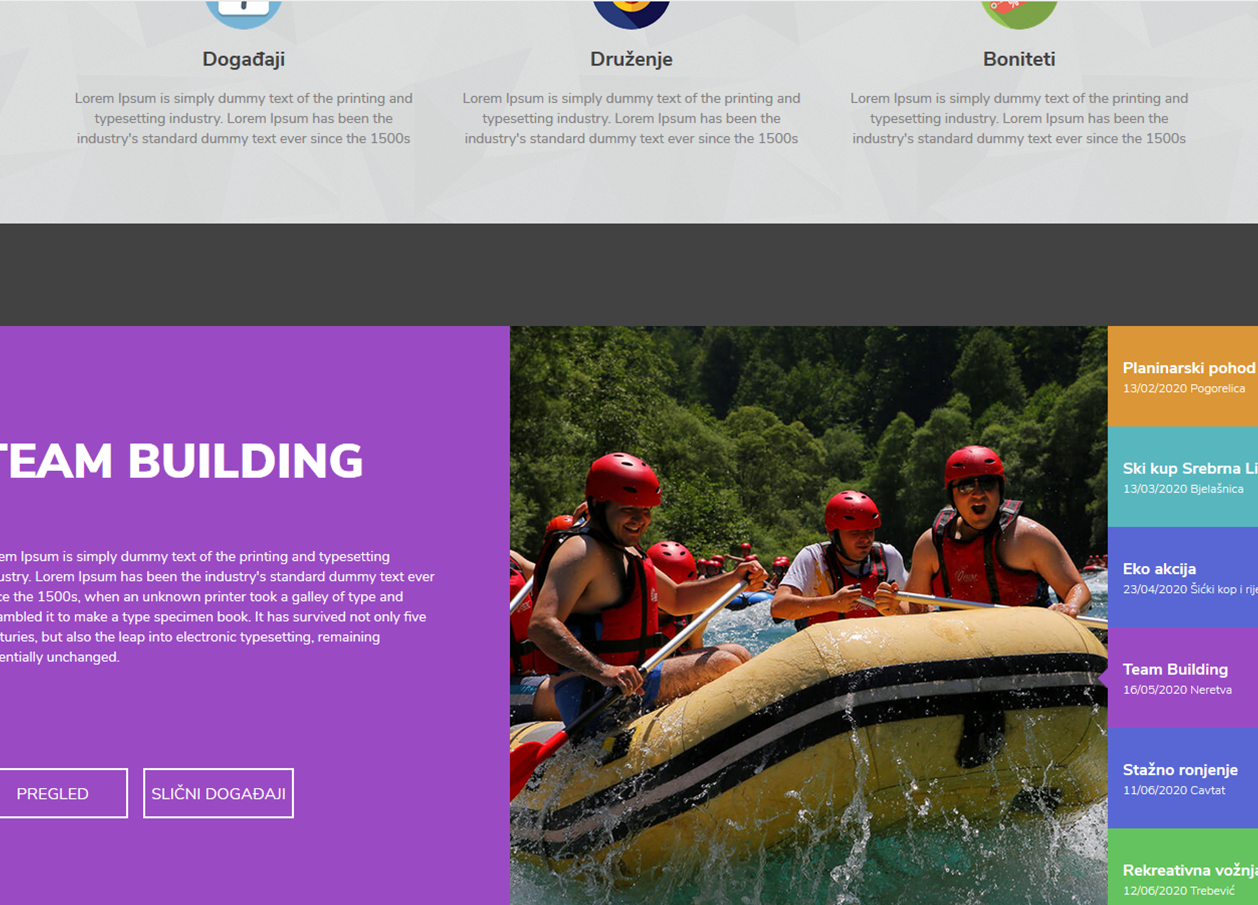 Događaji
Lorem Ipsum is simply dummy text of the printing and
typesetting industry. Lorem Ipsum has been the
industry's standard dummy text ever since the 1500s
Druženje
Lorem Ipsum is simply dummy text of the printing and
typesetting industry. Lorem Ipsum has been the
industry's standard dummy text ever since the 1500s
Boniteti
Lorem Ipsum is simply dummy text of the printing and
typesetting industry. Lorem Ipsum has been the
industry's standard dummy text ever since the 1500s
TEAM BUILDING
em Ipsum is simply dummy text of the printing and typesetting
ustry. Lorem Ipsum has been the industry's standard dummy text ever
ce the 1500s, when an unknown printer took a galley of type and
ambled it to make a type specimen book. It has survived not only five
turies, but also the leap into electronic typesetting, remaining
entially unchanged.
PREGLED
SLIČNI DOGAĐAJI
Planinarski pohod
13/02/2020 Pogorelica
Ski kup Srebrna Li
13/03/2020 Bjelašnica
Eko akcija
23/04/2020 Šićki kop i rije
Team Building
16/05/2020 Neretva
Stažno ronjenje
11/06/2020 Cavtat
Rekreativna vožnja
12/06/2020 Trebević